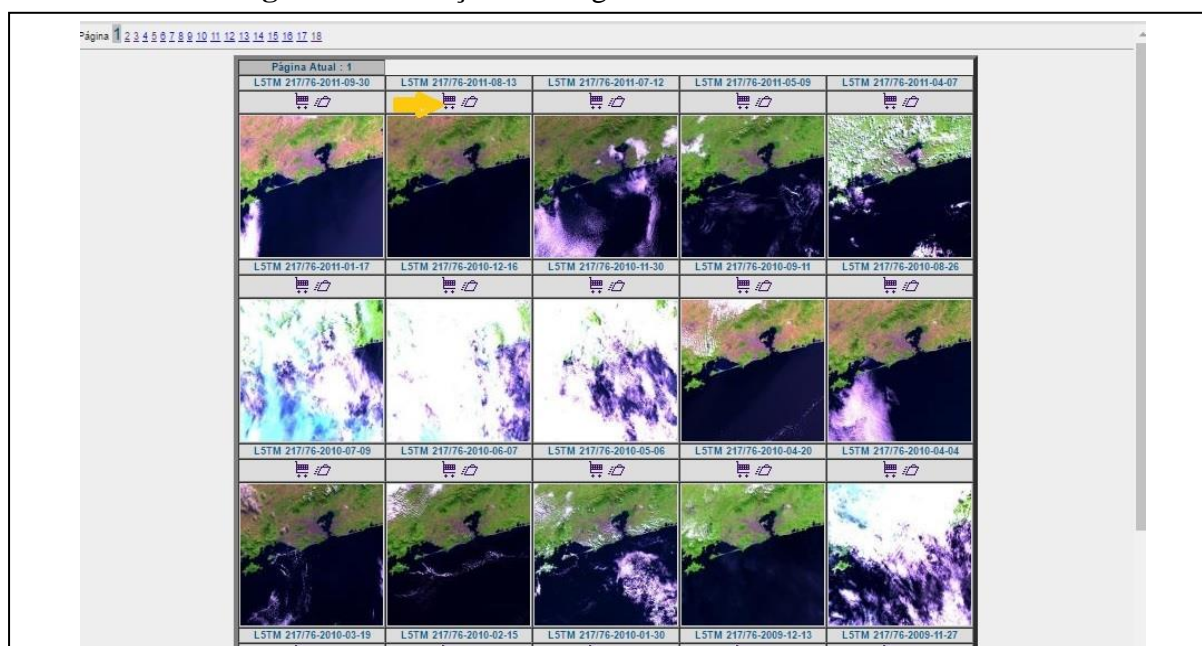 Página 1 2 3 4 5 6 7 8 9 10 11 12 13 14 15 16 17 18
Página Atual : 1
L5TM 217/76-2011-09-30 L5TM 217/76-2011-08-13 L5TM 217/76-2011-07-12 L5TM 217/76-2011-05-09 L5TM 217/76-2011-04-07
L5TM 217/76-2011-01-17 L5TM 217/76-2010-12-16 L5TM 217/76-2010-11-30 L5TM 217/76-2010-09-11 L5TM 217/76-2010-08-26
L5TM 217/76-2010-07-09 L5TM 217/76-2010-06-07 L5TM 217/76-2010-05-06 L5TM 217/76-2010-04-20 L5TM 217/76-2010-04-04
L5TM 217/76-2010-03-19 L5TM 217/76-2010-02-15 L5TM 217/76-2010-01-30 L5TM 217/76-2009-12-13 L5TM 217/76-2009-11-27